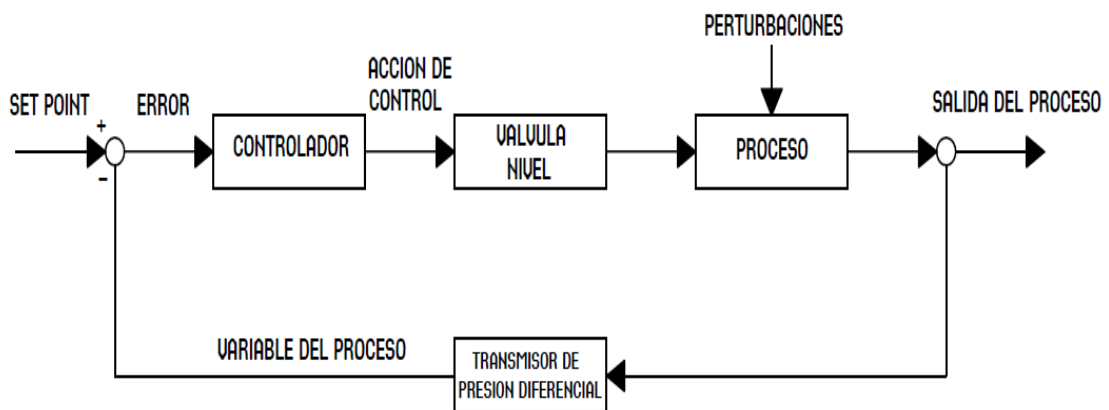 PERTURBACIONES
ACCION DE
CONTROL
SET POINT
ERROR
SALIDA DEL PROCESO
+
CONTROLADOR
VALVULA
NIVEL
PROCESO
−
VARIABLE DEL PROCESO
TRANSMISOR DE
PRESION DIFERENCIAL